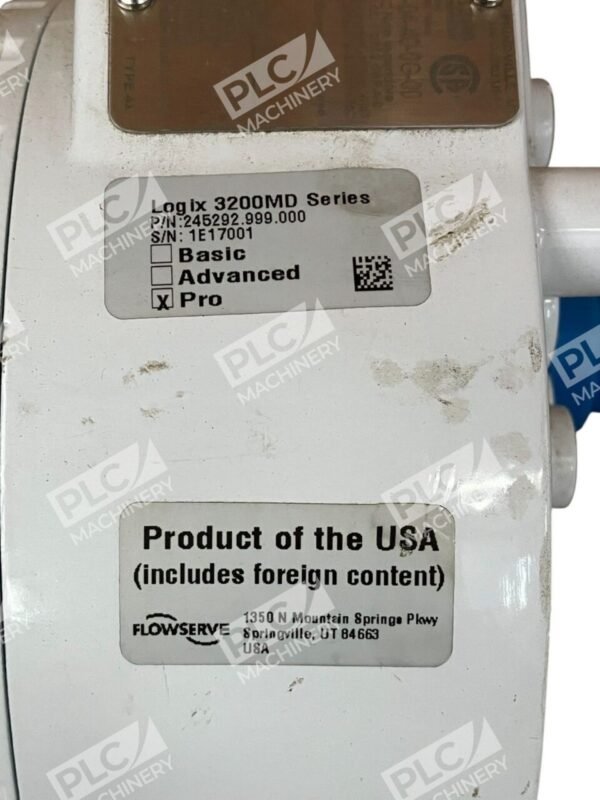 Logix 3200MD Series
P/N:245292.999.000
S/N: 1E17001
Basic
Advanced
X Pro
Product of the USA
(includes foreign content)
FLOWSERVE
1350 N Mountain Springs Pkwy
Springville, UT 84663
USA
PLC
MACHINERY